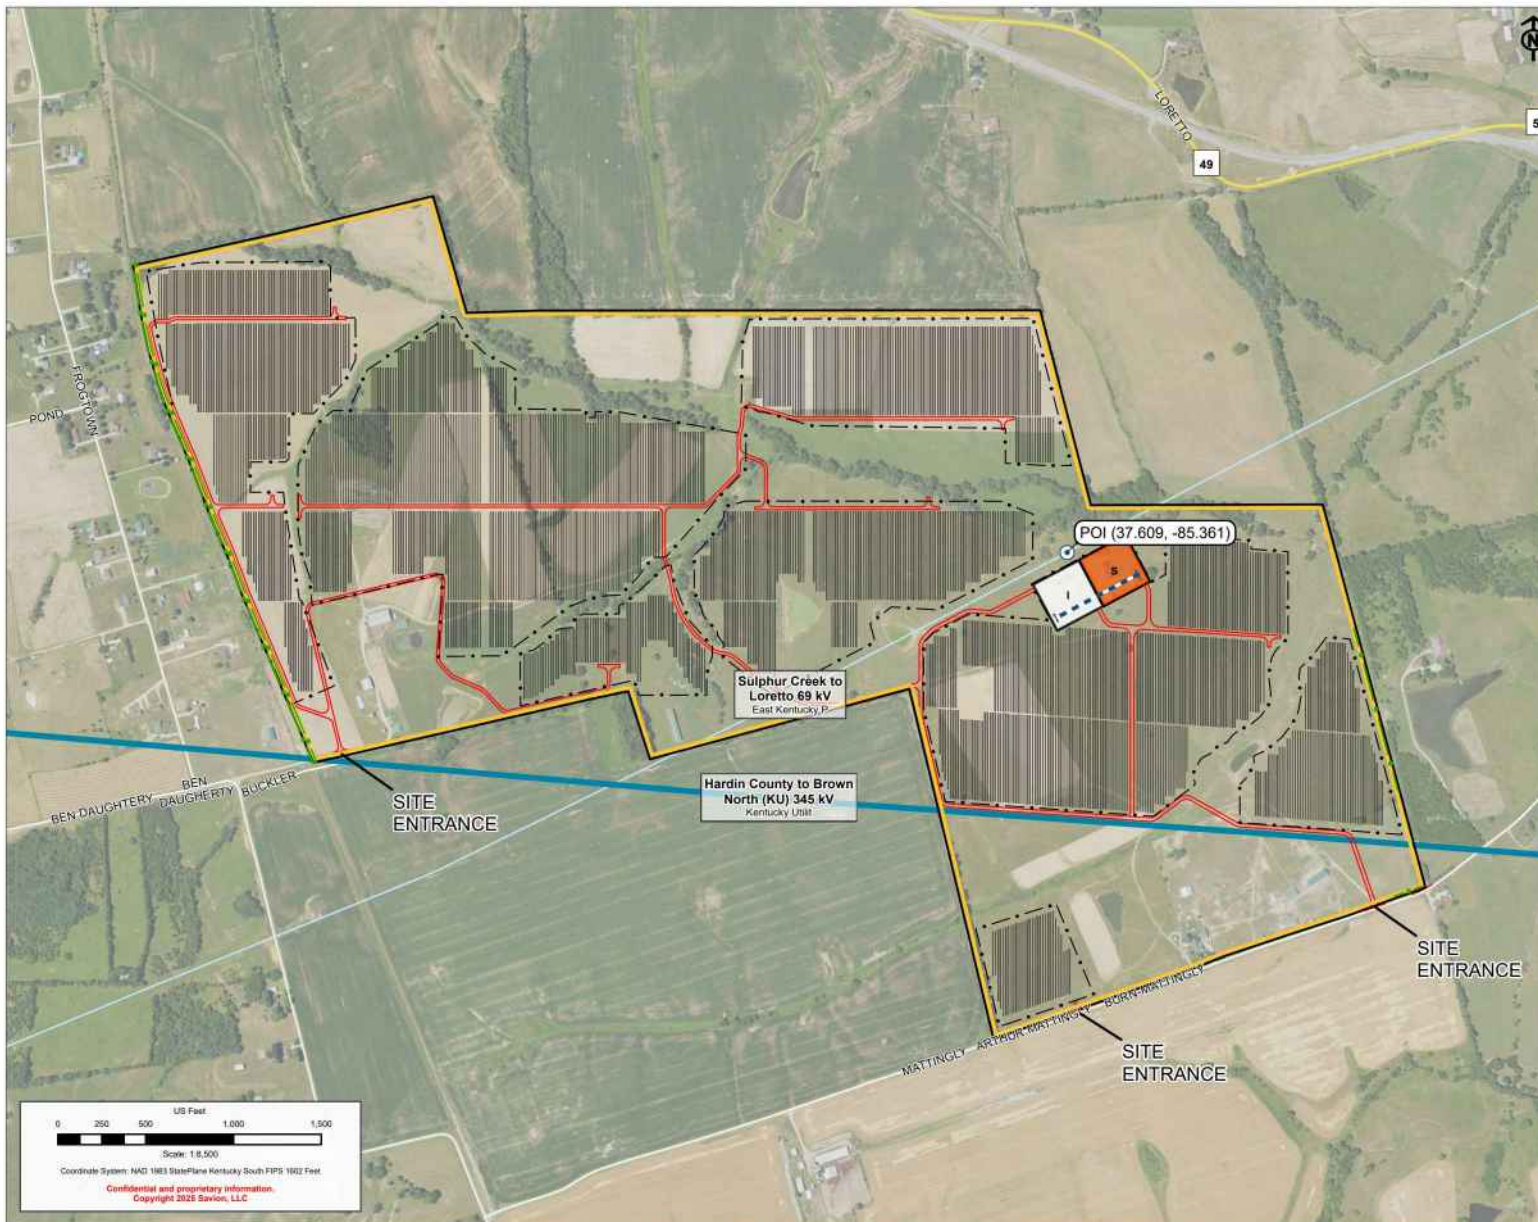 N
LORETTO
49
5
POI (37.609, -85.361)
S
I
FROGTOWN
POND
Sulphur Creek to
Loretto 69 kV
East Kentucky P
Hardin County to Brown
North (KU) 345 kV
Kentucky Utilit
BEN DAUGHTERY
BEN
DAUGHERTY
BUCKLER
SITE
ENTRANCE
SITE
ENTRANCE
SITE
ENTRANCE
MATTINGLY
ARTHUR MATTINGLY
BURN-MATTINGLY
US Feet
0 250 500 1,000 1,500
Scale: 1:8,500
Coordinate System: NAD 1983 StatePlane Kentucky South FIPS 1602 Feet
Confidential and proprietary information.
Copyright 2025 Savion, LLC